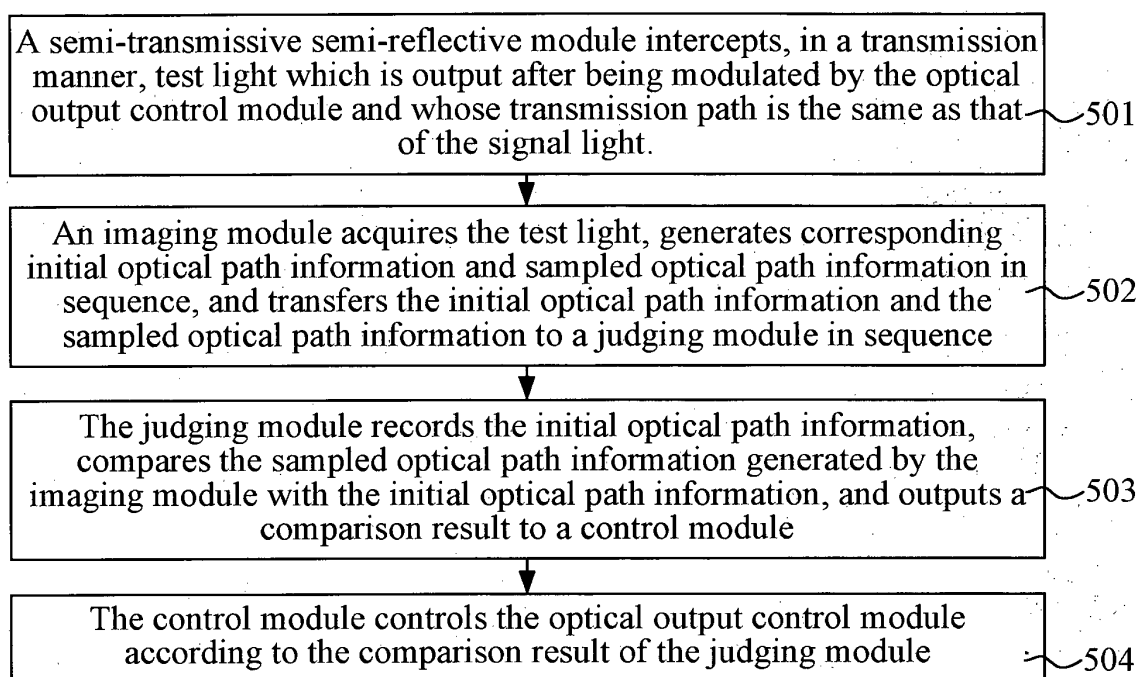 A semi-transmissive semi-reflective module intercepts, in a transmission
manner, test light which is output after being modulated by the optical
output control module and whose transmission path is the same as that
of the signal light.
501
An imaging module acquires the test light, generates corresponding
initial optical path information and sampled optical path information in
sequence, and transfers the initial optical path information and the
sampled optical path information to a judging module in sequence
502
The judging module records the initial optical path information,
compares the sampled optical path information generated by the
imaging module with the initial optical path information, and outputs a
comparison result to a control module
503
The control module controls the optical output control module
according to the comparison result of the judging module
504